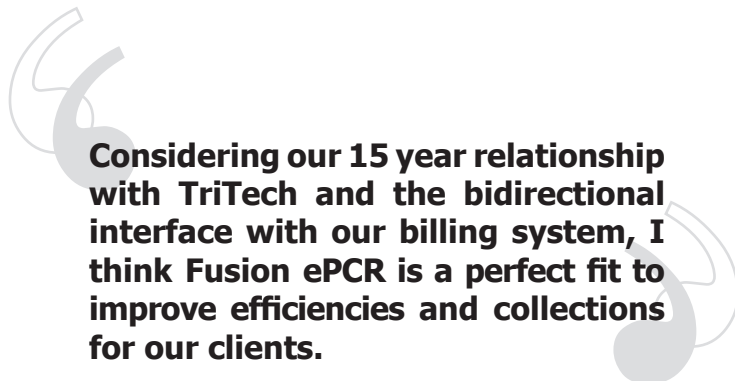 Considering our 15 year relationship
with TriTech and the bidirectional
interface with our billing system, I
think Fusion ePCR is a perfect fit to
improve efficiencies and collections
for our clients.